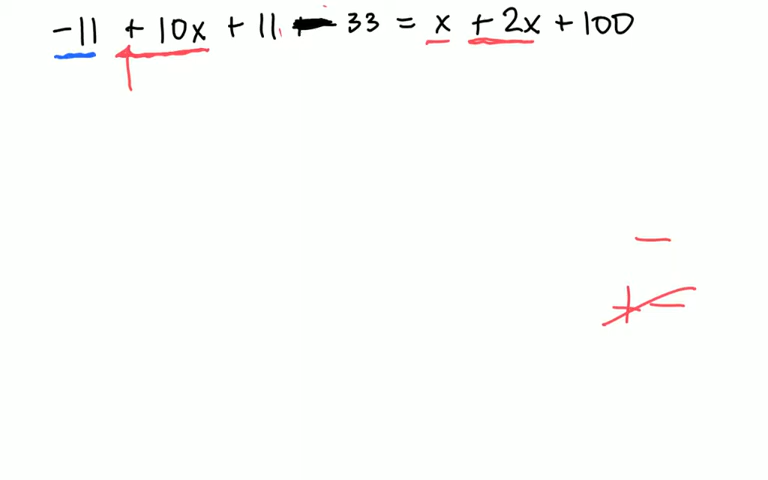 -11 + 10x + 11 - 33 = x + 2x + 100
-
+-